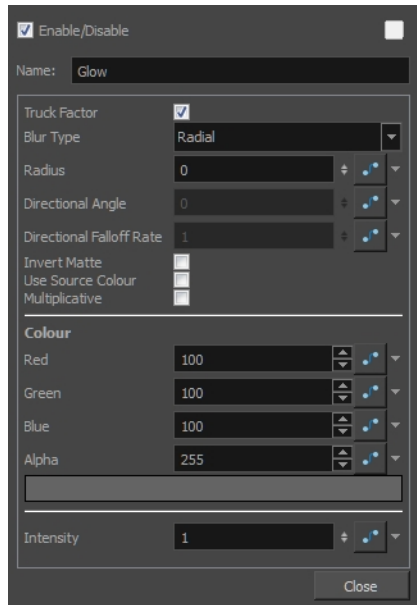 Enable/Disable
Name: Glow
Truck Factor
Blur Type Radial
Radius 0
Directional Angle 0
Directional Falloff Rate 1
Invert Matte
Use Source Colour
Multiplicative
Colour
Red 100
Green 100
Blue 100
Alpha 255
Intensity 1
Close